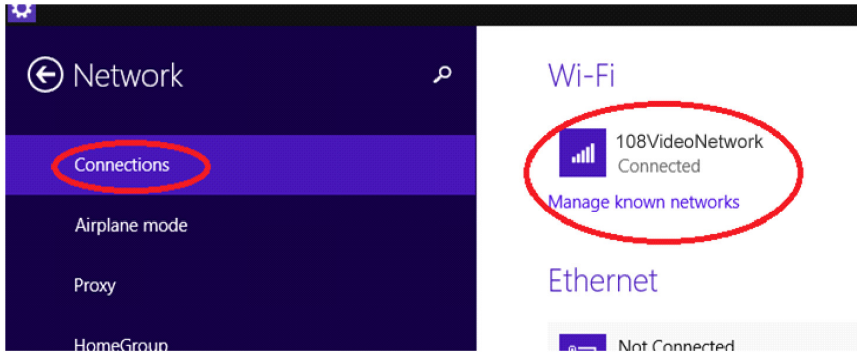 Network
Connections
Airplane mode
Proxy
HomeGroup
Wi-Fi
108VideoNetwork
Connected
Manage known networks
Ethernet
Not Connected